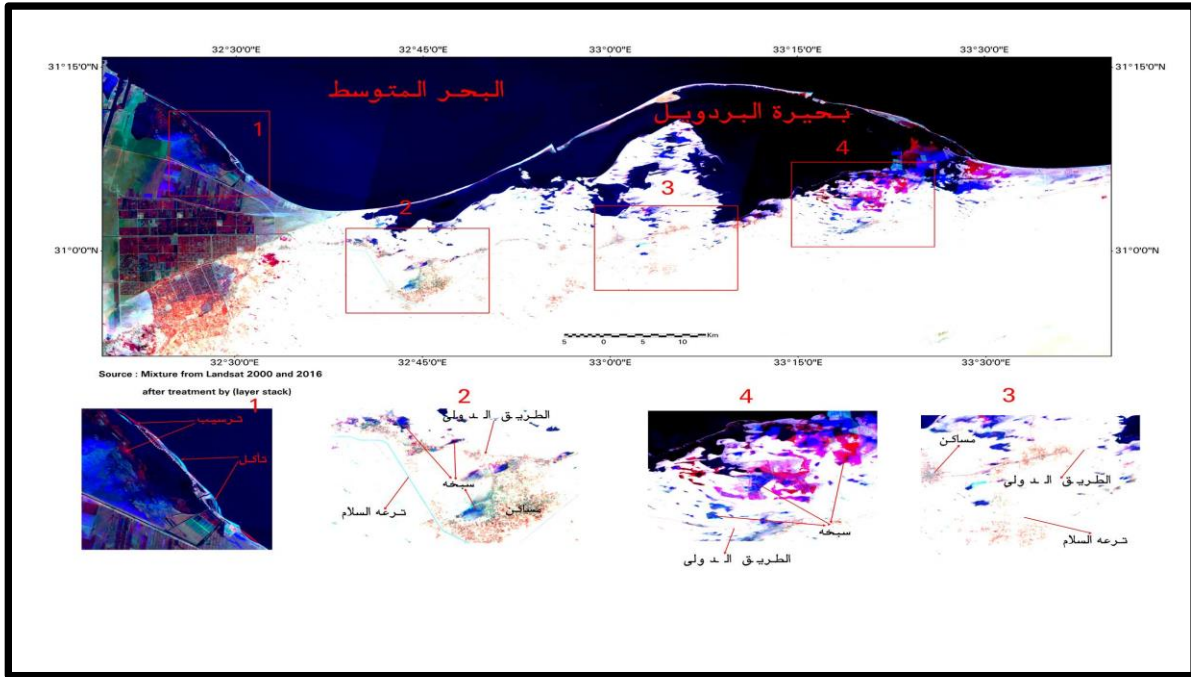 32°30'0"E 32°45'0"E 33°0'0"E 33°15'0"E 33°30'0"E
31°15'0"N 31°15'0"N
البحر المتوسط
بحيرة البردويل
1
4
3
2
31°0'0"N 31°0'0"N
5 0 5 10 Km
32°30'0"E 32°45'0"E 33°0'0"E 33°15'0"E 33°30'0"E
Source : Mixture from Landsat 2000 and 2016
after treatment by (layer stack)
1
ترسيب
تآكل
2
الطريق الدولى
سبخه
مساكن
ترعه السلام
4
سبخه
الطريق الدولى
3
مساكن
الطريق الدولى
ترعه السلام